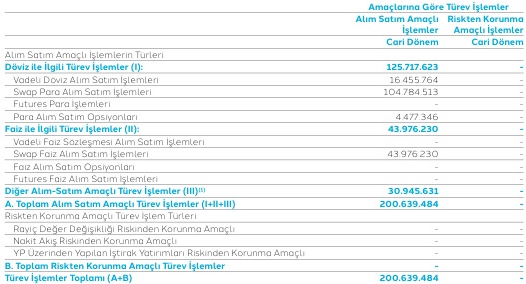 Amaçlarına Göre Türev İşlemler
Alım Satım Amaçlı Riskten Korunma
İşlemler Amaçlı İşlemler
Cari Dönem Cari Dönem
Alım Satım Amaçlı İşlemlerin Türleri
Döviz ile İlgili Türev İşlemler (I): 125.717.623 -
Vadeli Döviz Alım Satım İşlemleri 16.455.764 -
Swap Para Alım Satım İşlemleri 104.784.513 -
Futures Para İşlemleri - -
Para Alım Satım Opsiyonları 4.477.346 -
Faiz ile İlgili Türev İşlemler (II): 43.976.230 -
Vadeli Faiz Sözleşmesi Alım Satım İşlemleri - -
Swap Faiz Alım Satım İşlemleri 43.976.230 -
Faiz Alım Satım Opsiyonları - -
Futures Faiz Alım Satım İşlemleri - -
Diğer Alım-Satım Amaçlı Türev İşlemler (III)⁽¹⁾ 30.945.631 -
A. Toplam Alım Satım Amaçlı Türev İşlemler (I+II+III) 200.639.484 -
Riskten Korunma Amaçlı Türev İşlem Türleri
Rayiç Değer Değişikliği Riskinden Korunma Amaçlı - -
Nakit Akış Riskinden Korunma Amaçlı - -
YP Üzerinden Yapılan İştirak Yatırımları Riskinden Korunma Amaçlı - -
B. Toplam Riskten Korunma Amaçlı Türev İşlemler - -
Türev İşlemler Toplamı (A+B) 200.639.484 -